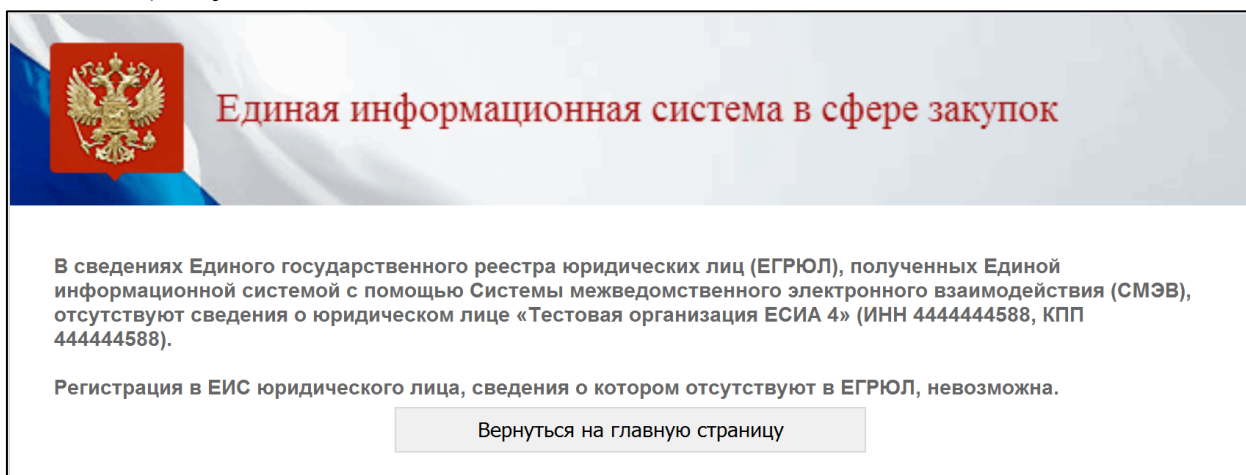 Единая информационная система в сфере закупок
В сведениях Единого государственного реестра юридических лиц (ЕГРЮЛ), полученных Единой
информационной системой с помощью Системы межведомственного электронного взаимодействия (СМЭВ),
отсутствуют сведения о юридическом лице «Тестовая организация ЕСИА 4» (ИНН 4444444588, КПП
444444588).
Регистрация в ЕИС юридического лица, сведения о котором отсутствуют в ЕГРЮЛ, невозможна.
Вернуться на главную страницу